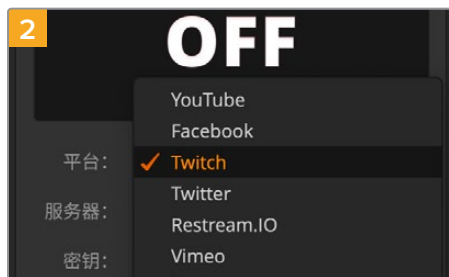 2
OFF
YouTube
Facebook
平台: Twitch
Twitter
服务器:
Restream.IO
密钥: Vimeo